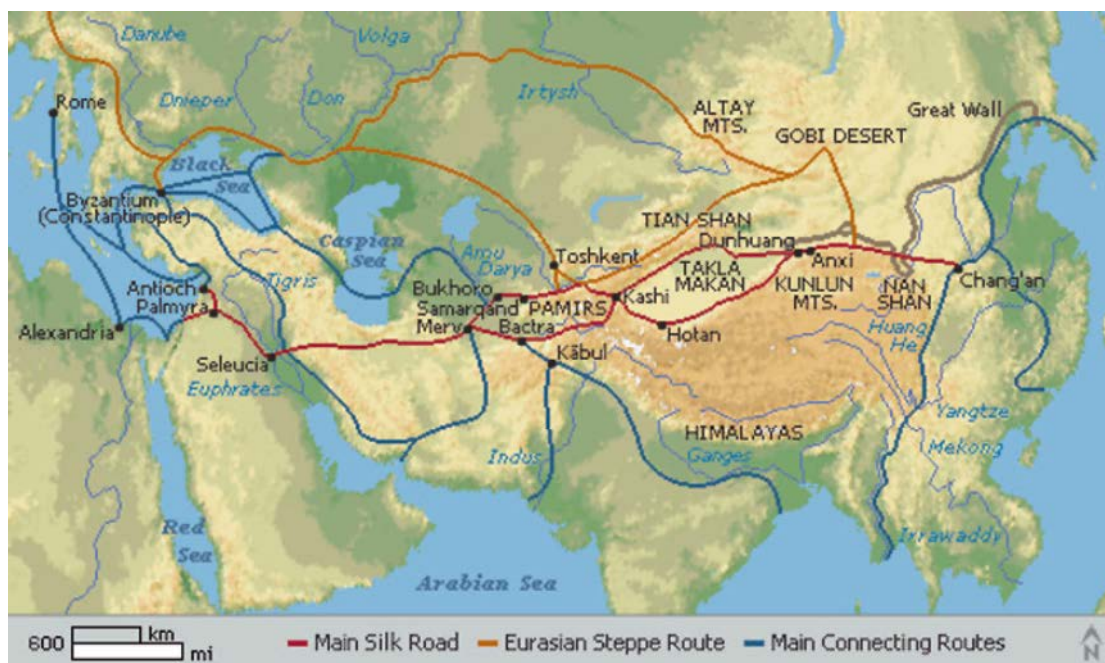 Danube
Volga
Rome
Dnieper
Don
Irtysh
ALTAY
MTS.
Great Wall
GOBI DESERT
Black
Sea
Byzantium
(Constantinople)
TIAN SHAN
Caspian
Sea
Amu
Darya
Toshkent
Dunhuang
Anxi
TAKLA
MAKAN
KUNLUN
MTS.
NAN
SHAN
Chang'an
Tigris
Antioch
Palmyra
Bukhoro
Samarqand
PAMIRS
Kashi
Merv
Bactra
Hotan
Huang
He
Alexandria
Seleucia
Kābul
Euphrates
Yangtze
HIMALAYAS
Mekong
Indus
Ganges
Red
Sea
Irrawaddy
Arabian Sea
600 km
mi
Main Silk Road
Eurasian Steppe Route
Main Connecting Routes
N